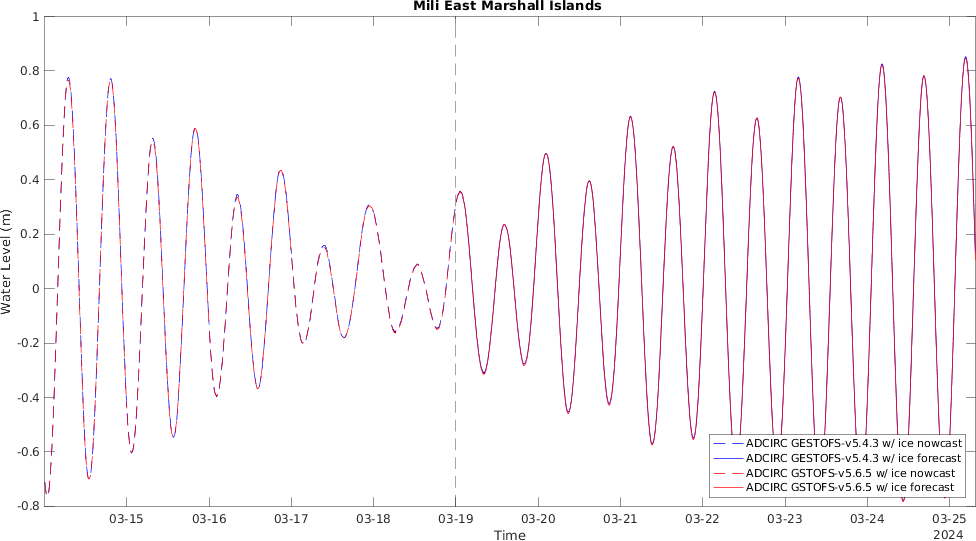 Mili East Marshall Islands
1
0.8
0.6
0.4
0.2
0
-0.2
-0.4
-0.6
-0.8
Water Level (m)
ADCIRC GESTOFS-v5.4.3 w/ ice nowcast
ADCIRC GESTOFS-v5.4.3 w/ ice forecast
ADCIRC GSTOFS-v5.6.5 w/ ice nowcast
ADCIRC GSTOFS-v5.6.5 w/ ice forecast
03-15 03-16 03-17 03-18 03-19 03-20 03-21 03-22 03-23 03-24 03-25
Time
2024